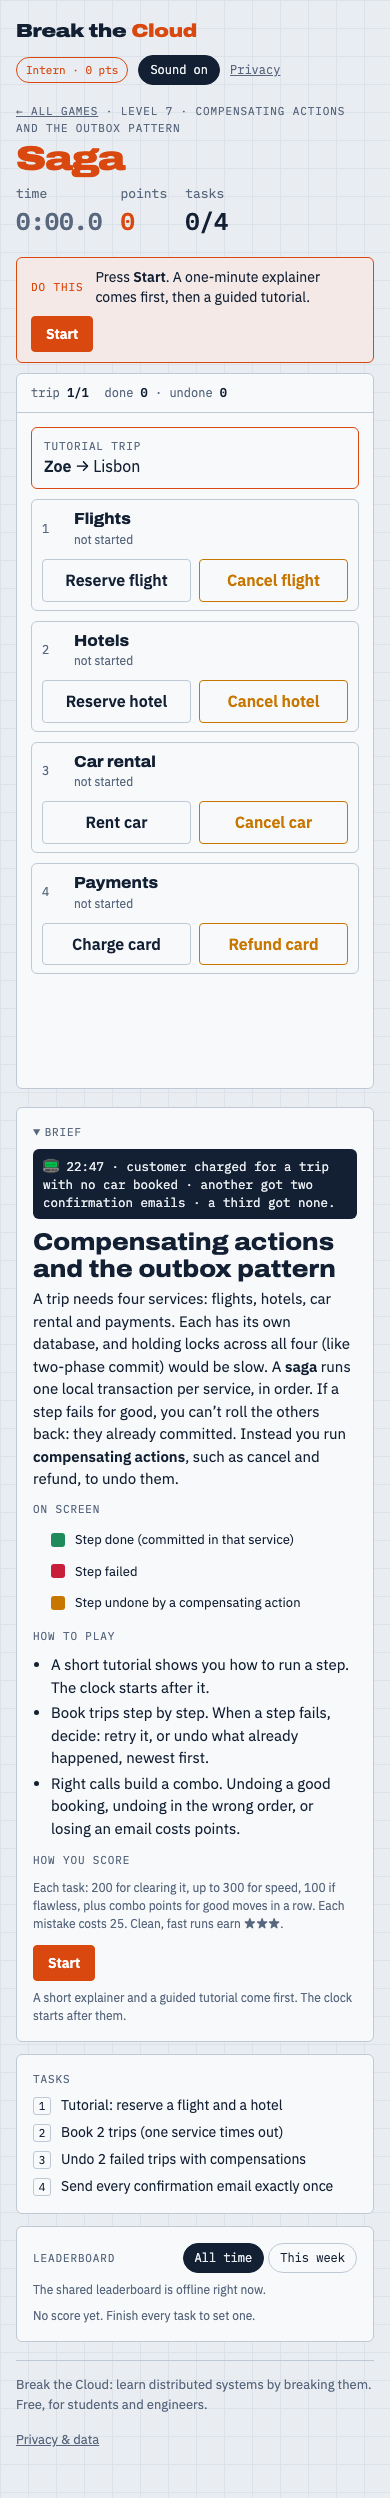 Break the Cloud
Intern · 0 pts
Sound on
Privacy
← ALL GAMES · LEVEL 7 · COMPENSATING ACTIONS
AND THE OUTBOX PATTERN
Saga
time points tasks
0:00.0 0 0/4
DO THIS
Press Start. A one-minute explainer
comes first, then a guided tutorial.
Start
trip 1/1 done 0 · undone 0
TUTORIAL TRIP
Zoe → Lisbon
1
Flights
not started
Reserve flight
Cancel flight
2
Hotels
not started
Reserve hotel
Cancel hotel
3
Car rental
not started
Rent car
Cancel car
4
Payments
not started
Charge card
Refund card
▼ BRIEF
22:47 · customer charged for a trip
with no car booked · another got two
confirmation emails · a third got none.
Compensating actions
and the outbox pattern
A trip needs four services: flights, hotels, car
rental and payments. Each has its own
database, and holding locks across all four (like
two-phase commit) would be slow. A saga runs
one local transaction per service, in order. If a
step fails for good, you can’t roll the others
back: they already committed. Instead you run
compensating actions, such as cancel and
refund, to undo them.
ON SCREEN
Step done (committed in that service)
Step failed
Step undone by a compensating action
HOW TO PLAY
• A short tutorial shows you how to run a step.
The clock starts after it.
• Book trips step by step. When a step fails,
decide: retry it, or undo what already
happened, newest first.
• Right calls build a combo. Undoing a good
booking, undoing in the wrong order, or
losing an email costs points.
HOW YOU SCORE
Each task: 200 for clearing it, up to 300 for speed, 100 if
flawless, plus combo points for good moves in a row. Each
mistake costs 25. Clean, fast runs earn ★★★.
Start
A short explainer and a guided tutorial come first. The clock
starts after them.
TASKS
1 Tutorial: reserve a flight and a hotel
2 Book 2 trips (one service times out)
3 Undo 2 failed trips with compensations
4 Send every confirmation email exactly once
LEADERBOARD
All time
This week
The shared leaderboard is offline right now.
No score yet. Finish every task to set one.
Break the Cloud: learn distributed systems by breaking them.
Free, for students and engineers.
Privacy & data